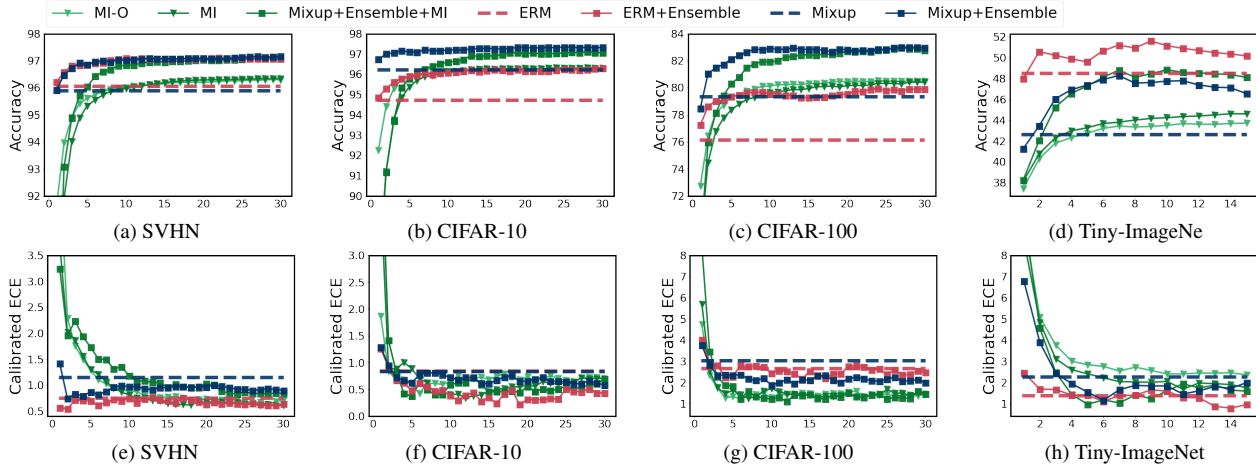 MI-O MI Mixup+Ensemble+MI ERM ERM+Ensemble Mixup Mixup+Ensemble
98 97 96 95 94 93 92
Accuracy
0 5 10 15 20 25 30
(a) SVHN
98 97 96 95 94 93 92 91 90
Accuracy
0 5 10 15 20 25 30
(b) CIFAR-10
84 82 80 78 76 74 72
Accuracy
0 5 10 15 20 25 30
(c) CIFAR-100
52 50 48 46 44 42 40 38
Accuracy
2 4 6 8 10 12 14
(d) Tiny-ImageNe
3.5 3.0 2.5 2.0 1.5 1.0 0.5
Calibrated ECE
0 5 10 15 20 25 30
(e) SVHN
3.0 2.5 2.0 1.5 1.0 0.5 0.0
Calibrated ECE
0 5 10 15 20 25 30
(f) CIFAR-10
8 7 6 5 4 3 2 1
Calibrated ECE
0 5 10 15 20 25 30
(g) CIFAR-100
8 7 6 5 4 3 2 1
Calibrated ECE
2 4 6 8 10 12 14
(h) Tiny-ImageNet